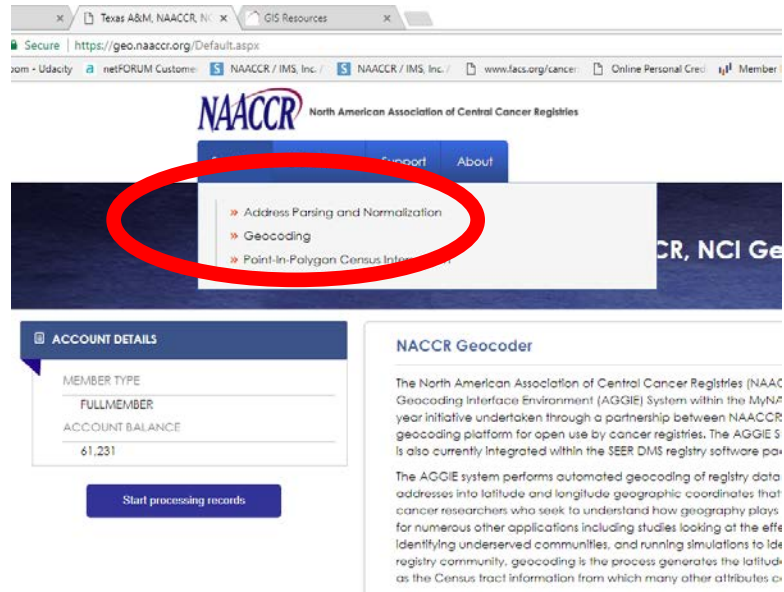 Texas A&M, NAACCR, NC
GIS Resources
Secure | https://geo.naaccr.org/Default.aspx
oom - Udacity
netFORUM Custome
NAACCR / IMS, Inc. /
NAACCR / IMS, Inc. /
www.facs.org/cancer
Online Personal Cred
Member
NAACCR North American Association of Central Cancer Registries
Support About
» Address Parsing and Normalization
» Geocoding
» Point-In-Polygon Census
CR, NCI Ge
ACCOUNT DETAILS
MEMBER TYPE
FULLMEMBER
ACCOUNT BALANCE
61,231
Start processing records
NACCR Geocoder
The North American Association of Central Cancer Registries (NAAC
Geocoding Interface Environment (AGGIE) System within the MyNA
year initiative undertaken through a partnership between NAACCR
geocoding platform for open use by cancer registries. The AGGIE S
is also currently integrated within the SEER DMS registry software pa
The AGGIE system performs automated geocoding of registry data
addresses into latitude and longitude geographic coordinates that
cancer researchers who seek to understand how geography plays
for numerous other applications including studies looking at the effe
identifying underserved communities, and running simulations to ide
registry community, geocoding is the process generates the latitud
as the Census tract information from which many other attributes c